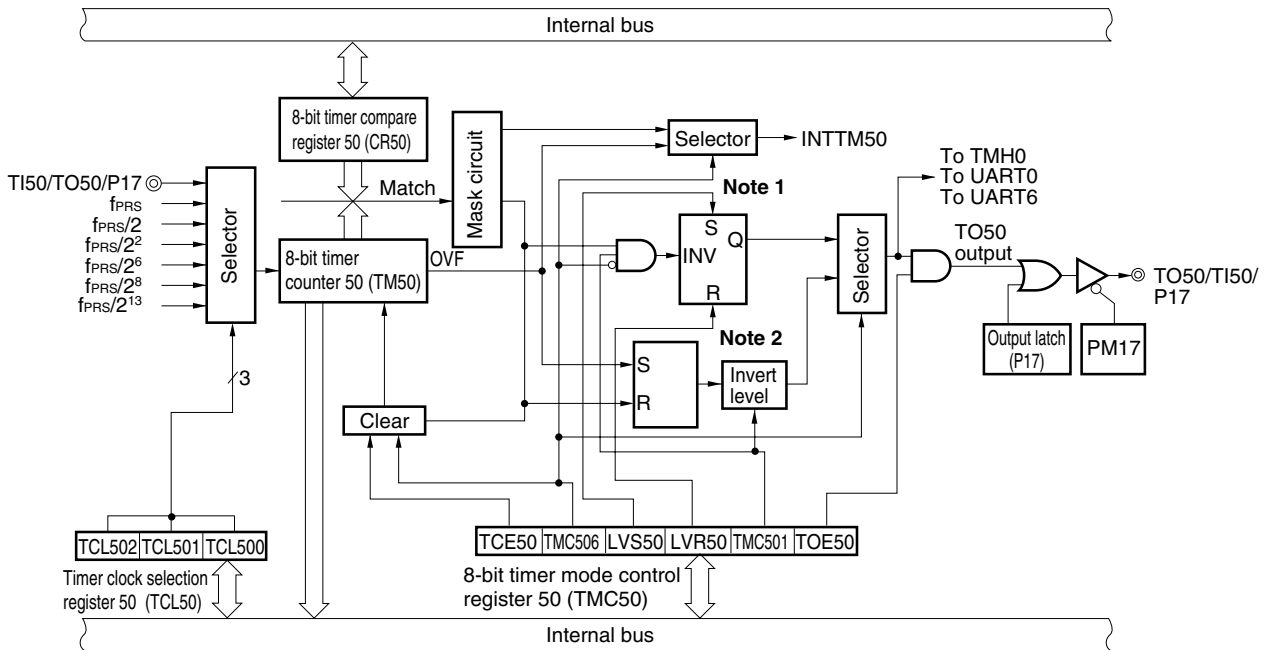 Internal bus
8-bit timer compare
register 50 (CR50)
Mask circuit
Selector
INTTM50
To TMH0
To UART0
To UART6
TI50/TO50/P17
fPRS
fPRS/2
fPRS/2²
fPRS/2⁶
fPRS/2⁸
fPRS/2¹³
Selector
Match
Note 1
S
Q
INV
R
Selector
TO50
output
TO50/TI50/
P17
8-bit timer
counter 50 (TM50)
OVF
Output latch
(P17)
PM17
Note 2
S
R
Invert
level
3
Clear
TCL502 TCL501 TCL500
Timer clock selection
register 50 (TCL50)
TCE50 TMC506 LVS50 LVR50 TMC501 TOE50
8-bit timer mode control
register 50 (TMC50)
Internal bus